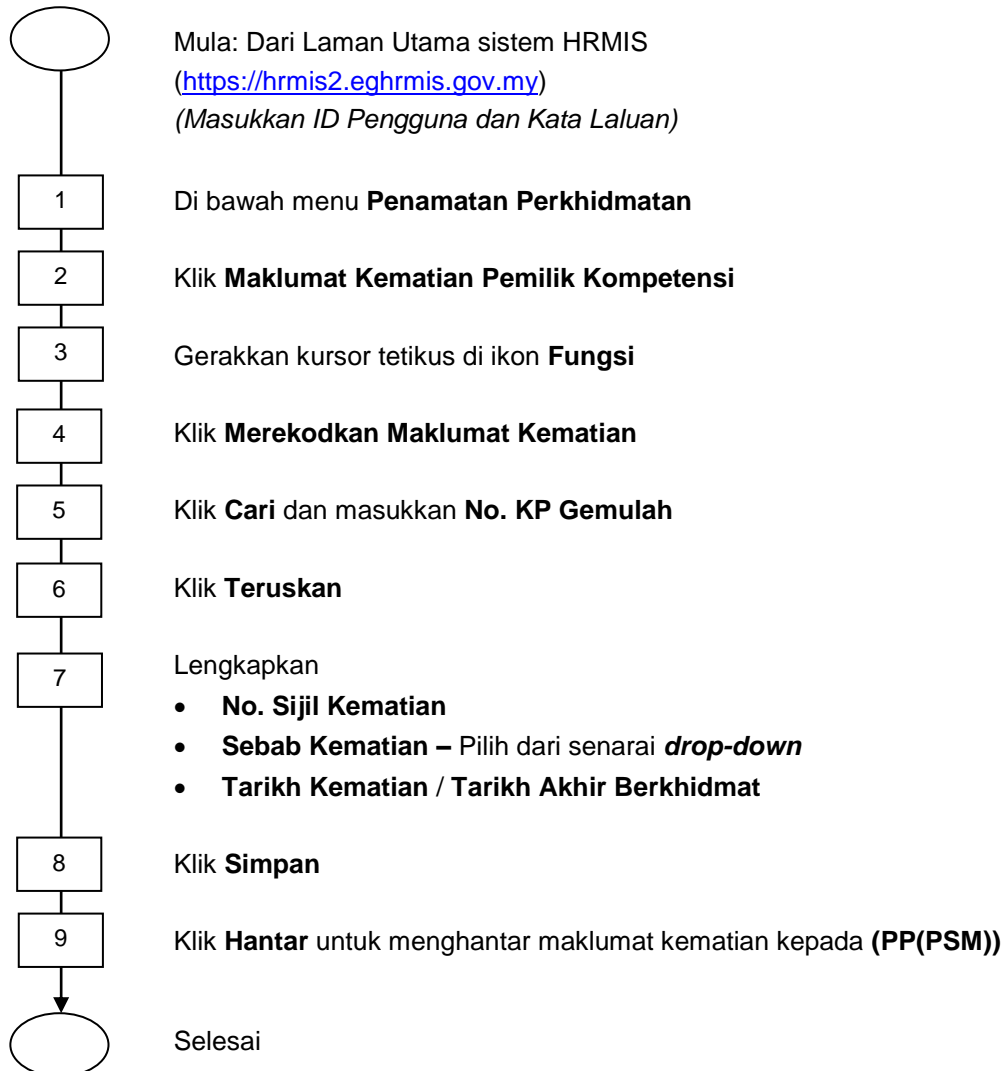 Mula: Dari Laman Utama sistem HRMIS
(https://hrmis2.eghrmis.gov.my)
(Masukkan ID Pengguna dan Kata Laluan)
1 Di bawah menu Penamatan Perkhidmatan
2 Klik Maklumat Kematian Pemilik Kompetensi
3 Gerakkan kursor tetikus di ikon Fungsi
4 Klik Merekodkan Maklumat Kematian
5 Klik Cari dan masukkan No. KP Gemulah
6 Klik Teruskan
7 Lengkapkan
• No. Sijil Kematian
• Sebab Kematian – Pilih dari senarai drop-down
• Tarikh Kematian / Tarikh Akhir Berkhidmat
8 Klik Simpan
9 Klik Hantar untuk menghantar maklumat kematian kepada (PP(PSM))
Selesai